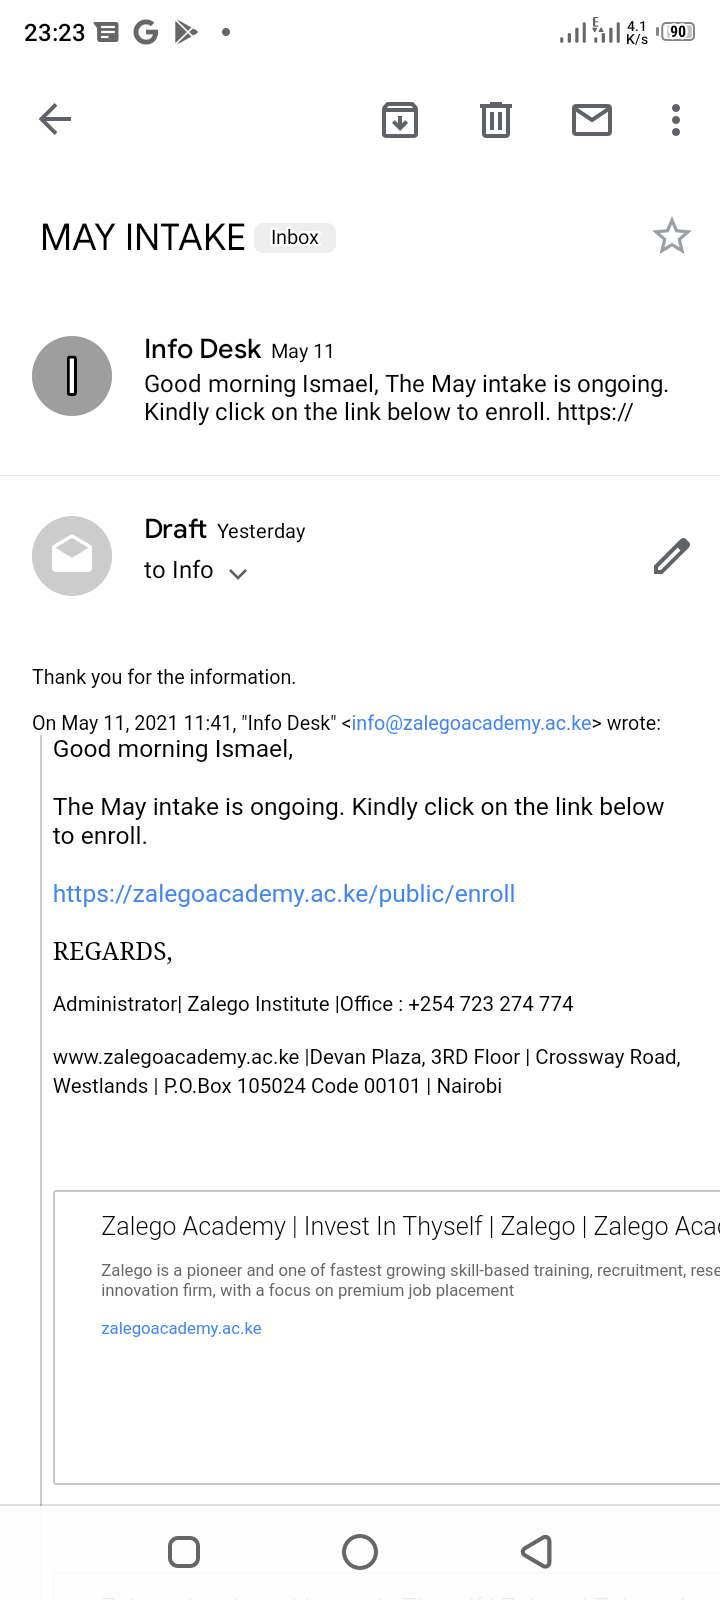 23:23
E
4.1
K/s
90
MAY INTAKE Inbox
I
Info Desk May 11
Good morning Ismael, The May intake is ongoing.
Kindly click on the link below to enroll. https://
Draft Yesterday
to Info
Thank you for the information.
On May 11, 2021 11:41, "Info Desk" <info@zalegoacademy.ac.ke> wrote:
Good morning Ismael,
The May intake is ongoing. Kindly click on the link below
to enroll.
https://zalegoacademy.ac.ke/public/enroll
REGARDS,
Administrator| Zalego Institute |Office : +254 723 274 774
www.zalegoacademy.ac.ke |Devan Plaza, 3RD Floor | Crossway Road,
Westlands | P.O.Box 105024 Code 00101 | Nairobi
Zalego Academy | Invest In Thyself | Zalego | Zalego Aca
Zalego is a pioneer and one of fastest growing skill-based training, recruitment, rese
innovation firm, with a focus on premium job placement
zalegoacademy.ac.ke